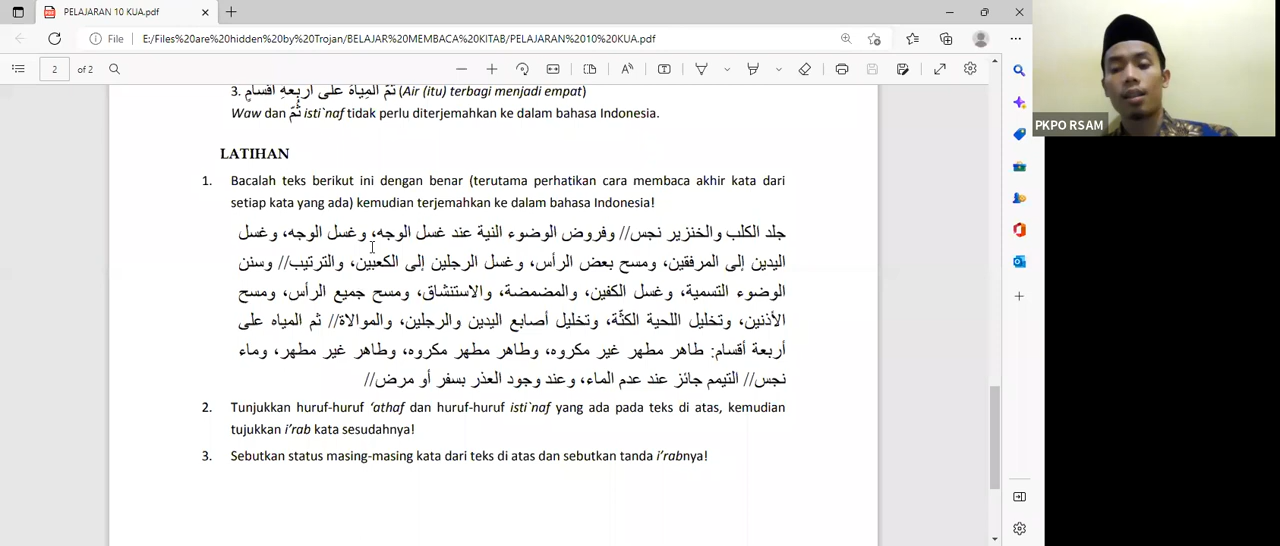 PELAJARAN 10 KUA.pdf
File E:/Files%20are%20hidden%20by%20Trojan/BELAJAR%20MEMBACA%20KITAB/PELAJARAN%2010%20KUA.pdf
2 of 2
PKPO RSAM
3. ثُمَّ الْمِيَاهُ عَلَى أَرْبَعَةِ أَقْسَامٍ (Air (itu) terbagi menjadi empat)
Waw dan ثُمَّ isti`naf tidak perlu diterjemahkan ke dalam bahasa Indonesia.
LATIHAN
1. Bacalah teks berikut ini dengan benar (terutama perhatikan cara membaca akhir kata dari
setiap kata yang ada) kemudian terjemahkan ke dalam bahasa Indonesia!
جلد الكلب والخنزير نجس// وفروض الوضوء النية عند غسل الوجه، وغسل الوجه، وغسل
اليدين إلى المرفقين، ومسح بعض الرأس، وغسل الرجلين إلى الكعبين، والترتيب// وسنن
الوضوء التسمية، وغسل الكفين، والمضمضة، والاستنشاق، ومسح جميع الرأس، ومسح
الأذنين، وتخليل اللحية الكثَّة، وتخليل أصابع اليدين والرجلين، والموالاة// ثم المياه على
أربعة أقسام: طاهر مطهر غير مكروه، وطاهر مطهر مكروه، وطاهر غير مطهر، وماء
نجس// التيمم جائز عند عدم الماء، وعند وجود العذر بسفر أو مرض//
2. Tunjukkan huruf-huruf ‘athaf dan huruf-huruf isti`naf yang ada pada teks di atas, kemudian
tujukkan i’rab kata sesudahnya!
3. Sebutkan status masing-masing kata dari teks di atas dan sebutkan tanda i’rabnya!